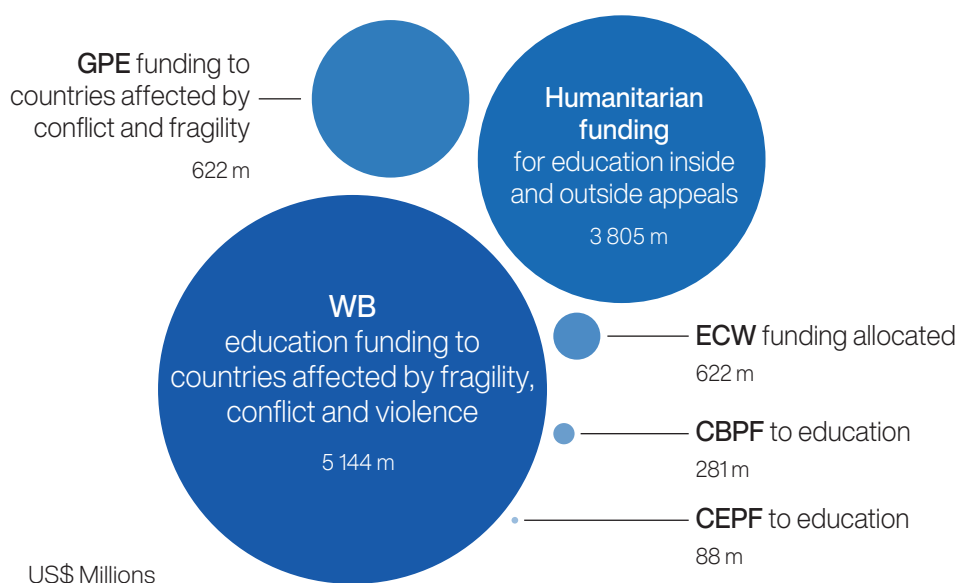 GPE funding to
countries affected by
conflict and fragility
622 m
Humanitarian
funding
for education inside
and outside appeals
3 805 m
WB
education funding to
countries affected by fragility,
conflict and violence
5 144 m
ECW funding allocated
622 m
CBPF to education
281 m
CEPF to education
88 m
US$ Millions